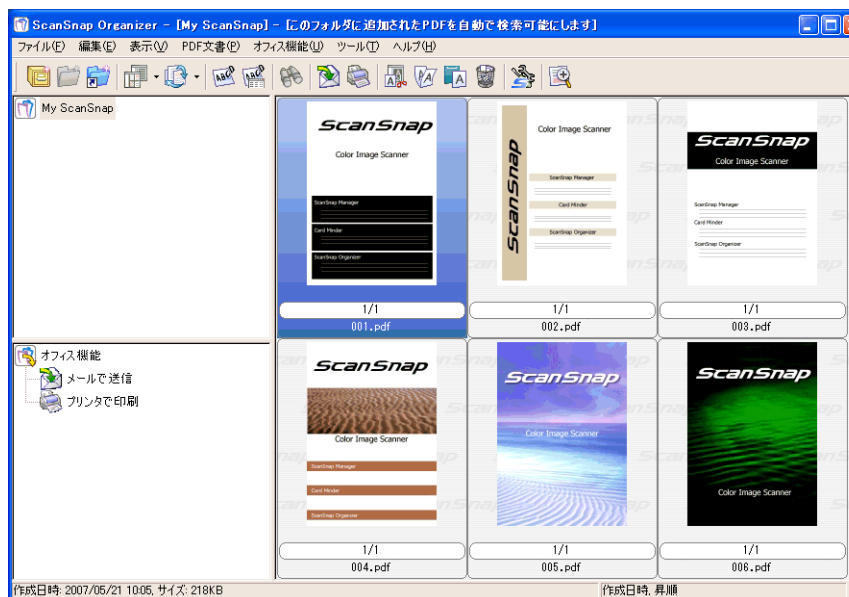 ScanSnap Organizer - [My ScanSnap] - [このフォルダに追加されたPDFを自動で検索可能にします]
ファイル(F) 編集(E) 表示(V) PDF文書(P) オフィス機能(U) ツール(T) ヘルプ(H)
My ScanSnap
ScanSnap
Color Image Scanner
ScanSnap Manager
Card Minder
ScanSnap Organizer
1/1
001.pdf
ScanSnap
Color Image Scanner
ScanSnap Manager
Card Minder
ScanSnap Organizer
1/1
002.pdf
ScanSnap
Color Image Scanner
ScanSnap Manager
Card Minder
ScanSnap Organizer
1/1
003.pdf
オフィス機能
メールで送信
プリンタで印刷
ScanSnap
Color Image Scanner
ScanSnap Manager
Card Minder
ScanSnap Organizer
1/1
004.pdf
ScanSnap
Color Image Scanner
1/1
005.pdf
ScanSnap
Color Image Scanner
1/1
006.pdf
作成日時: 2007/05/21 10:05, サイズ: 218KB
作成日時, 昇順